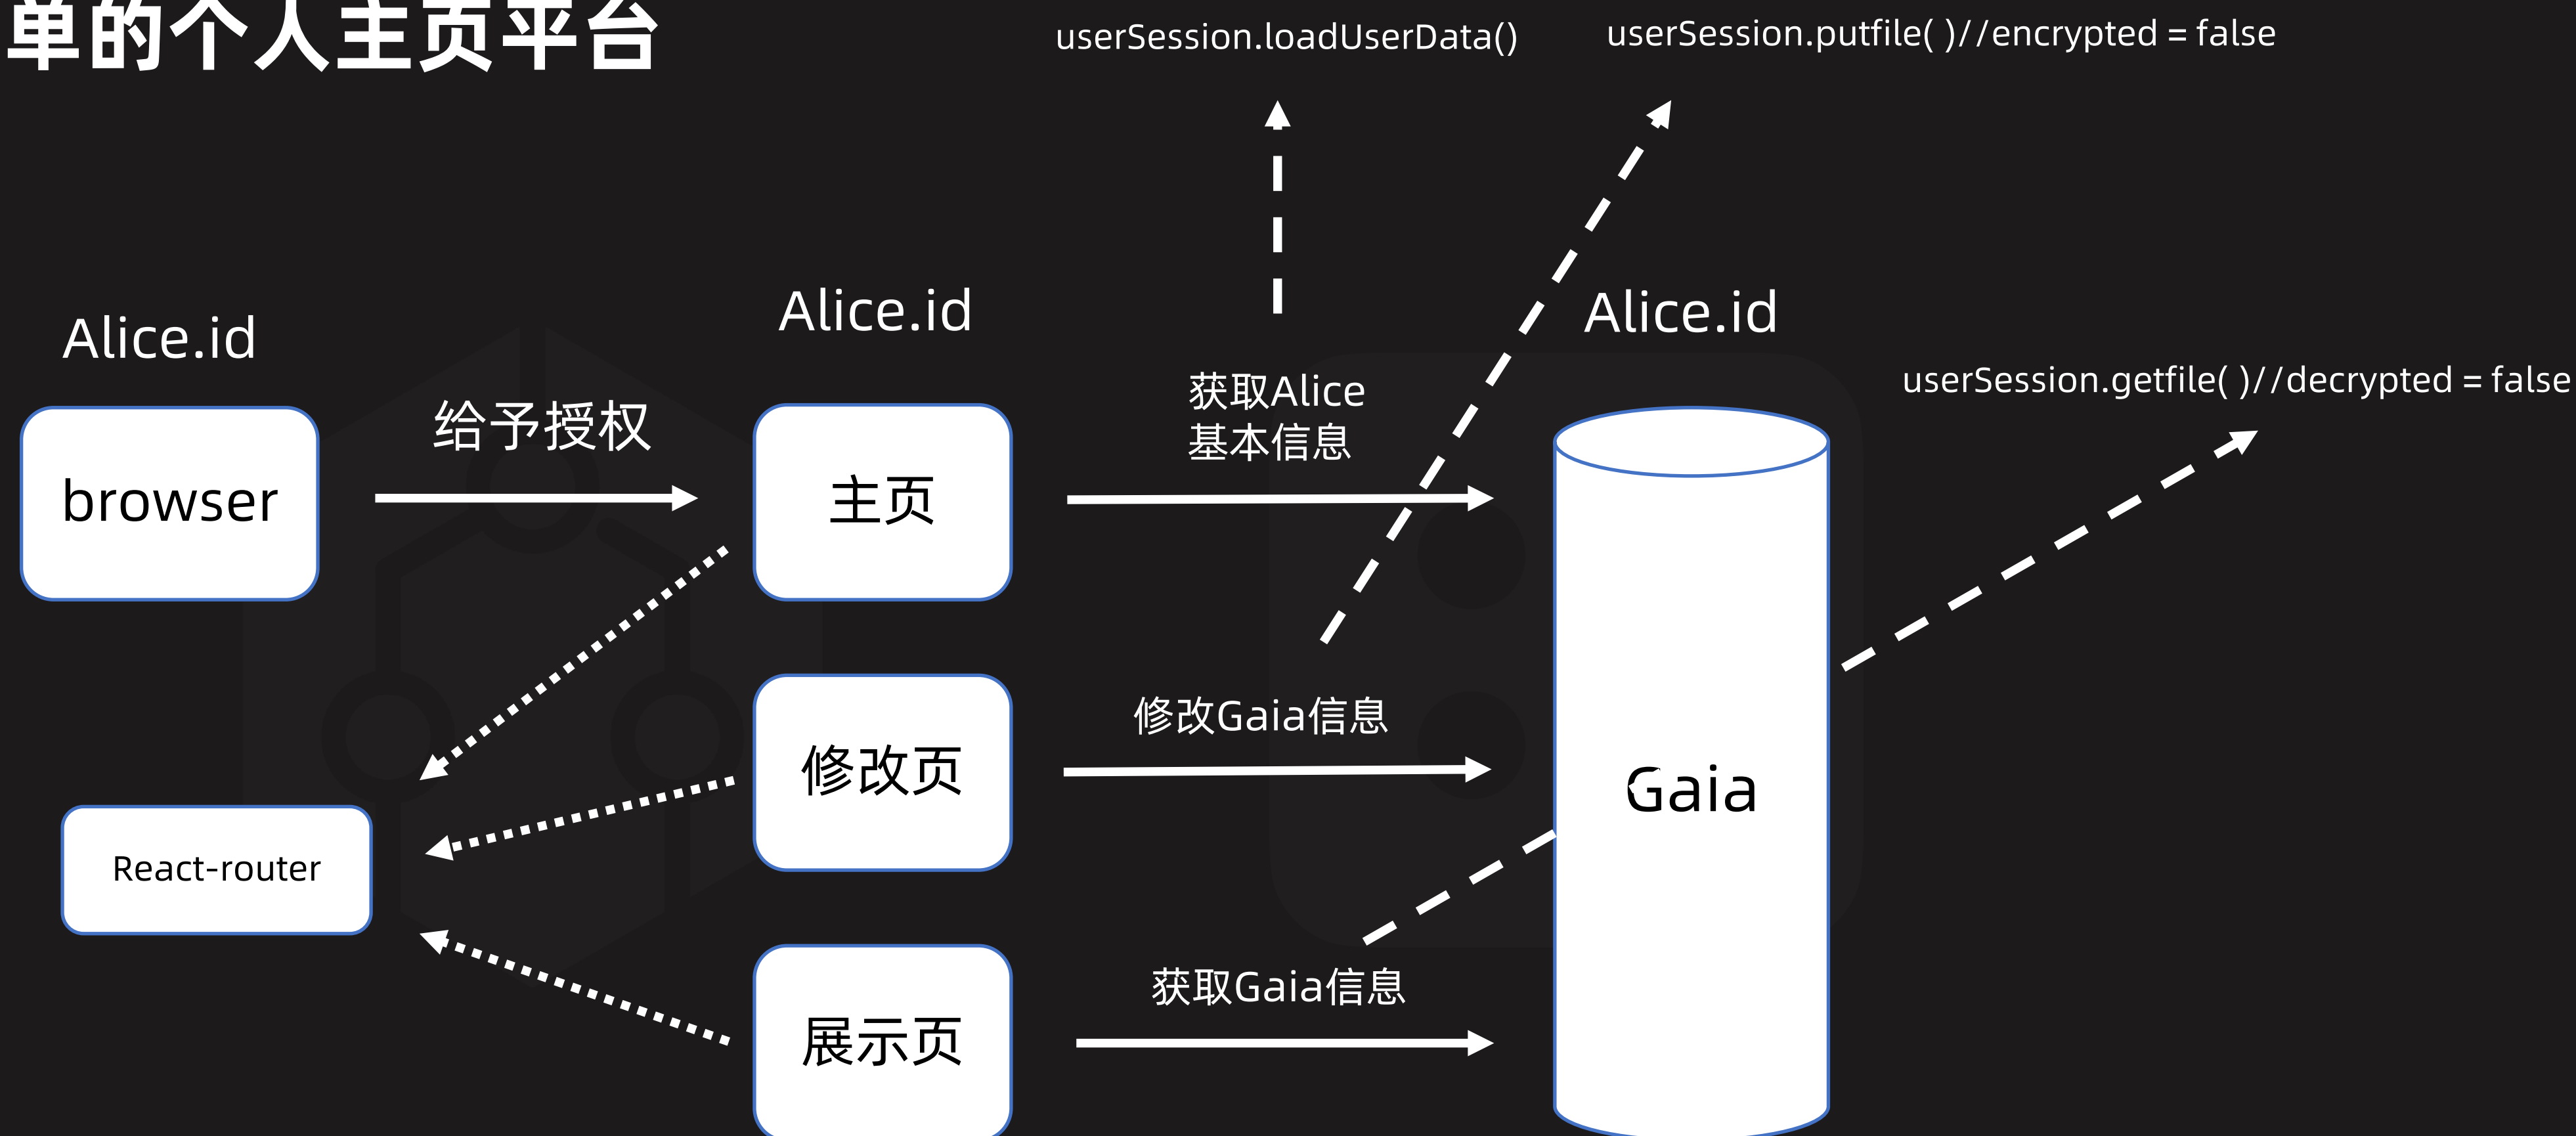 单的个人主页平台
userSession.loadUserData()
userSession.putfile( )//encrypted = false
Alice.id
Alice.id
Alice.id
userSession.getfile( )//decrypted = false
browser
给予授权
主页
获取Alice
基本信息
修改页
修改Gaia信息
Gaia
React-router
展示页
获取Gaia信息